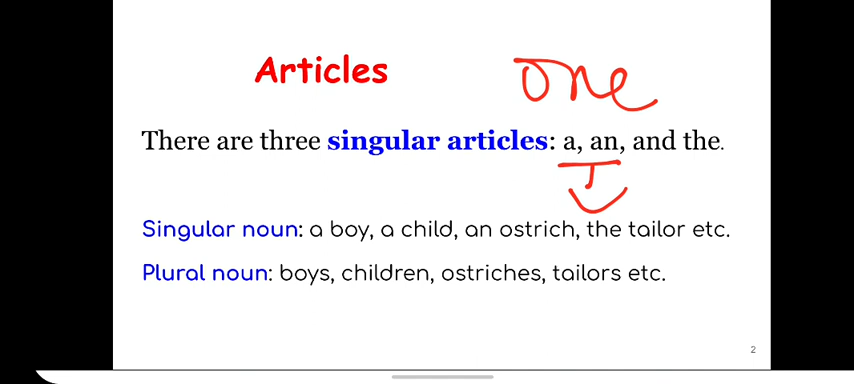 Articles
one
There are three singular articles: a, an, and the.
Singular noun: a boy, a child, an ostrich, the tailor etc.
Plural noun: boys, children, ostriches, tailors etc.
2